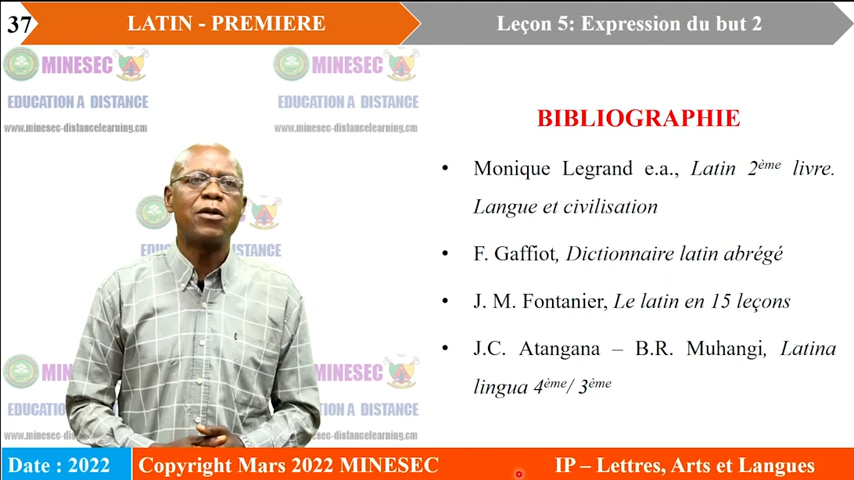 37
LATIN - PREMIERE
Leçon 5: Expression du but 2
MINESEC
MINESEC
EDUCATION A DISTANCE
EDUCATION A DISTANCE
www.minesec-distancelearning.cm
www.minesec-distancelearning.cm
BIBLIOGRAPHIE
• Monique Legrand e.a., Latin 2ème livre.
Langue et civilisation
• F. Gaffiot, Dictionnaire latin abrégé
• J. M. Fontanier, Le latin en 15 leçons
• J.C. Atangana – B.R. Muhangi, Latina
lingua 4ème/ 3ème
MINESEC
MINESEC
www.minesec-distancelearning.cm
Date : 2022
Copyright Mars 2022 MINESEC
IP – Lettres, Arts et Langues